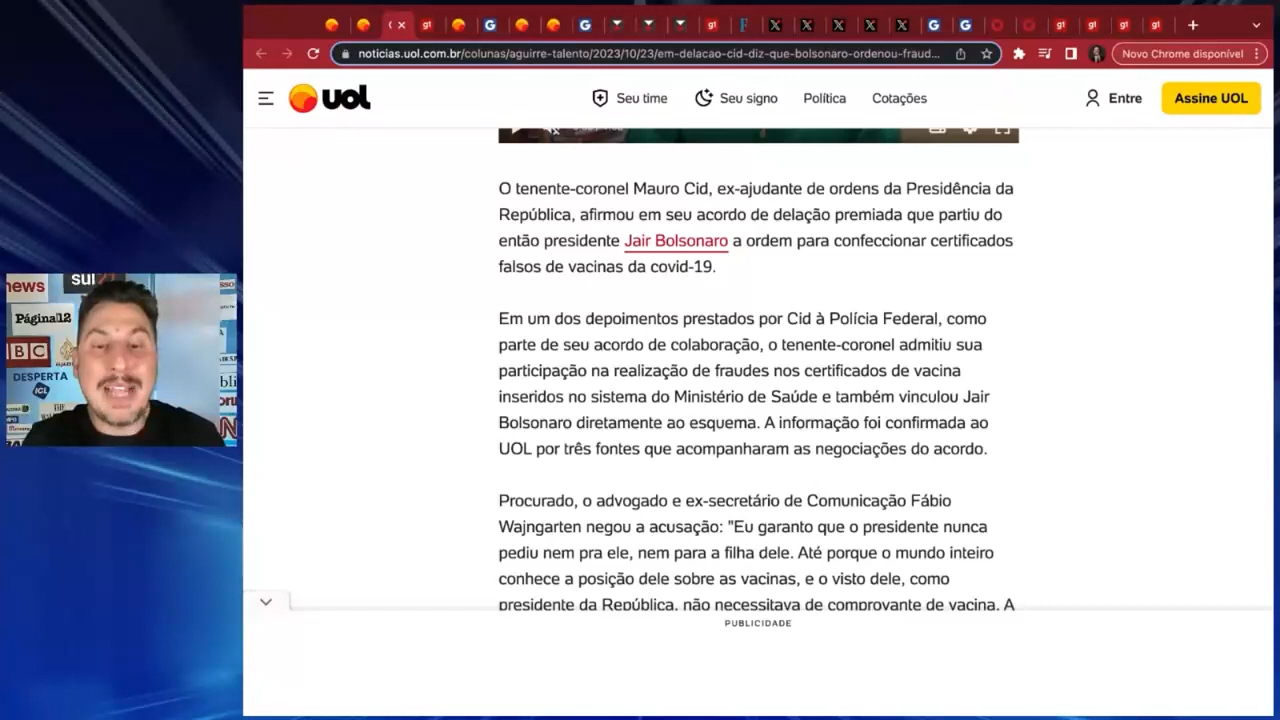 noticias.uol.com.br/colunas/aguirre-talento/2023/10/23/em-delacao-cid-diz-que-bolsonaro-ordenou-fraud...
Novo Chrome disponível
UOL
Seu time
Seu signo
Política
Cotações
Entre
Assine UOL
O tenente-coronel Mauro Cid, ex-ajudante de ordens da Presidência da
República, afirmou em seu acordo de delação premiada que partiu do
então presidente Jair Bolsonaro a ordem para confeccionar certificados
falsos de vacinas da covid-19.
Em um dos depoimentos prestados por Cid à Polícia Federal, como
parte de seu acordo de colaboração, o tenente-coronel admitiu sua
participação na realização de fraudes nos certificados de vacina
inseridos no sistema do Ministério de Saúde e também vinculou Jair
Bolsonaro diretamente ao esquema. A informação foi confirmada ao
UOL por três fontes que acompanharam as negociações do acordo.
Procurado, o advogado e ex-secretário de Comunicação Fábio
Wajngarten negou a acusação: "Eu garanto que o presidente nunca
pediu nem pra ele, nem para a filha dele. Até porque o mundo inteiro
conhece a posição dele sobre as vacinas, e o visto dele, como
presidente da República, não necessitava de comprovante de vacina. A
PUBLICIDADE
news
sul21
Página12
BBC
DESPERTA
ICL